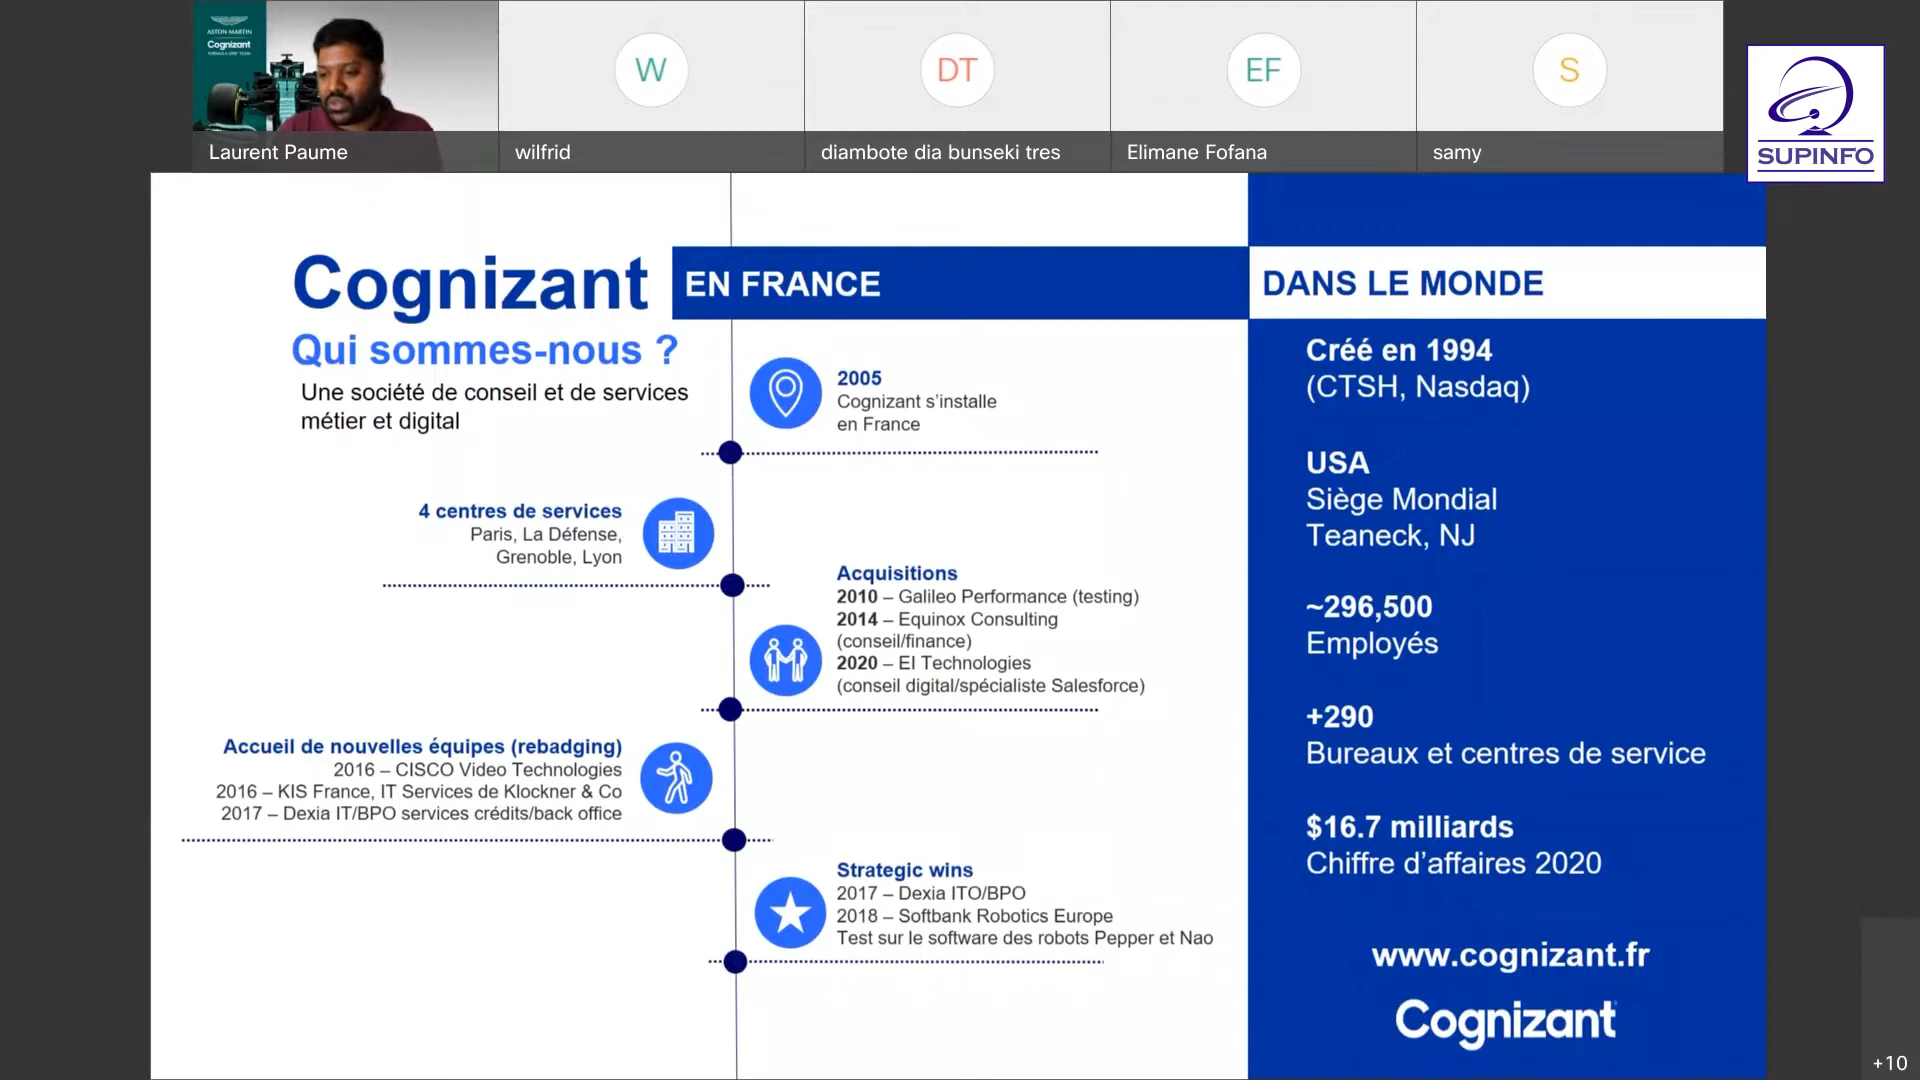 ASTON MARTIN
Cognizant
FORMULA ONE™ TEAM
W
DT
EF
S
Laurent Paume
wilfrid
diambote dia bunseki tres
Elimane Fofana
samy
SUPINFO
Cognizant
EN FRANCE
DANS LE MONDE
Qui sommes-nous ?
Une société de conseil et de services
métier et digital
2005
Cognizant s’installe
en France
4 centres de services
Paris, La Défense,
Grenoble, Lyon
Acquisitions
2010 – Galileo Performance (testing)
2014 – Equinox Consulting
(conseil/finance)
2020 – EI Technologies
(conseil digital/spécialiste Salesforce)
Accueil de nouvelles équipes (rebadging)
2016 – CISCO Video Technologies
2016 – KIS France, IT Services de Klockner & Co
2017 – Dexia IT/BPO services crédits/back office
Strategic wins
2017 – Dexia ITO/BPO
2018 – Softbank Robotics Europe
Test sur le software des robots Pepper et Nao
Créé en 1994
(CTSH, Nasdaq)
USA
Siège Mondial
Teaneck, NJ
~296,500
Employés
+290
Bureaux et centres de service
$16.7 milliards
Chiffre d’affaires 2020
www.cognizant.fr
Cognizant
+10